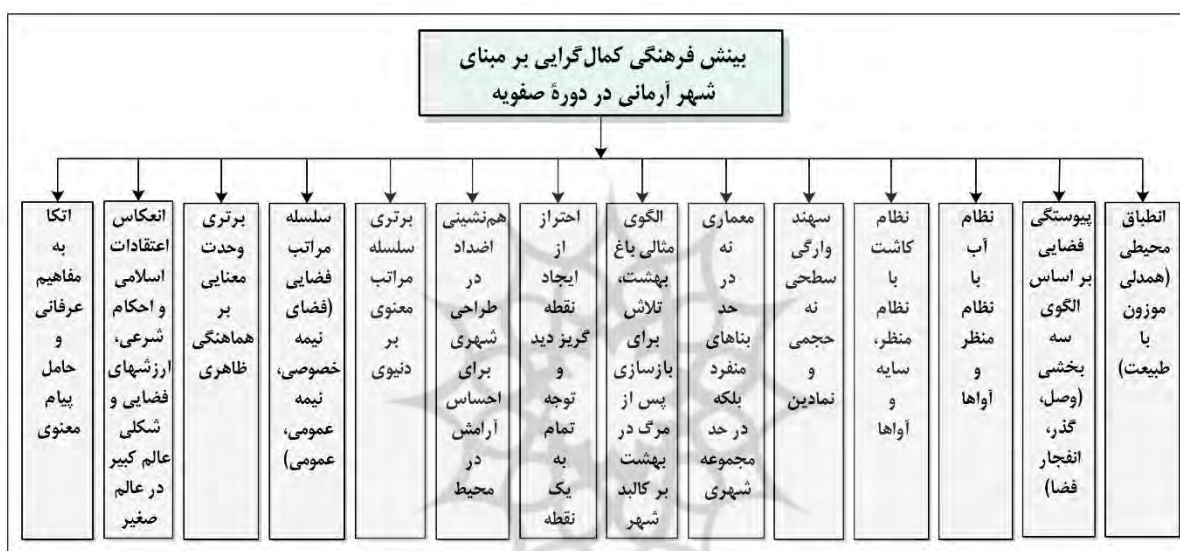 بینش فرهنگی کمال‌گرایی بر مبنای
شهر آرمانی در دورهٔ صفویه
انطباق
محیطی
(همدلی
موزون
با
طبیعت)
پیوستگی
فضایی
بر اساس
الگوی
سه
بخشی
(وصل،
گذر،
انفجار
فضا)
نظام
آب
با
نظام
منظر
و
آواها
نظام
کاشت
با
نظام
منظر،
سایه
و
آواها
سهند
وارگی
سطحی
نه
حجمی
و
نمادین
معماری
نه
در
حد
بناهای
منفرد
بلکه
در حد
مجموعه
شهری
الگوی
مثالی باغ
بهشت،
تلاش
برای
بازسازی
پس از
مرگ در
بهشت
بر کالبد
شهر
احتراز
از
ایجاد
نقطه
گریز دید
و
توجه
تمام
به
یک
نقطه
هم‌نشینی
اضداد
در
طراحی
شهری
برای
احساس
آرامش
در
محیط
برتری
سلسله
مراتب
معنوی
بر
دنیوی
سلسله
مراتب
فضایی
(فضای
نیمه
خصوصی،
نیمه
عمومی،
عمومی)
برتری
وحدت
معنایی
بر
هماهنگی
ظاهری
انعکاس
اعتقادات
اسلامی
و احکام
شرعی،
ارزشهای
فضایی و
شکلی
عالم کبیر
در عالم
صغیر
اتکا
به
مفاهیم
عرفانی
و
حامل
پیام
معنوی